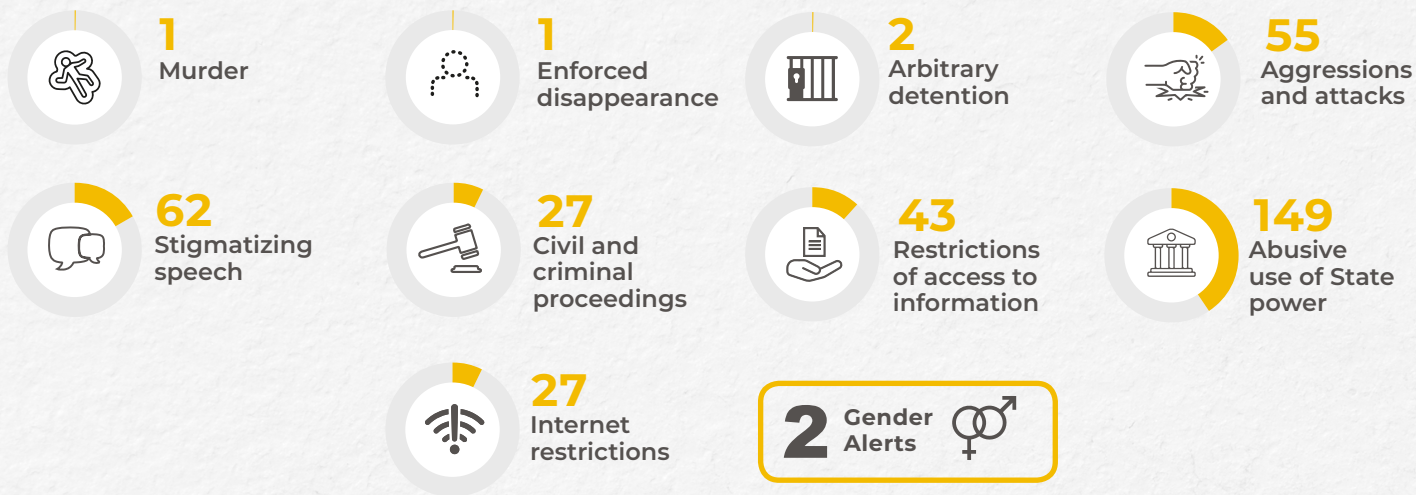 1
Murder
1
Enforced
disappearance
2
Arbitrary
detention
55
Aggressions
and attacks
62
Stigmatizing
speech
27
Civil and
criminal
proceedings
43
Restrictions
of access to
information
149
Abusive
use of State
power
27
Internet
restrictions
2
Gender
Alerts